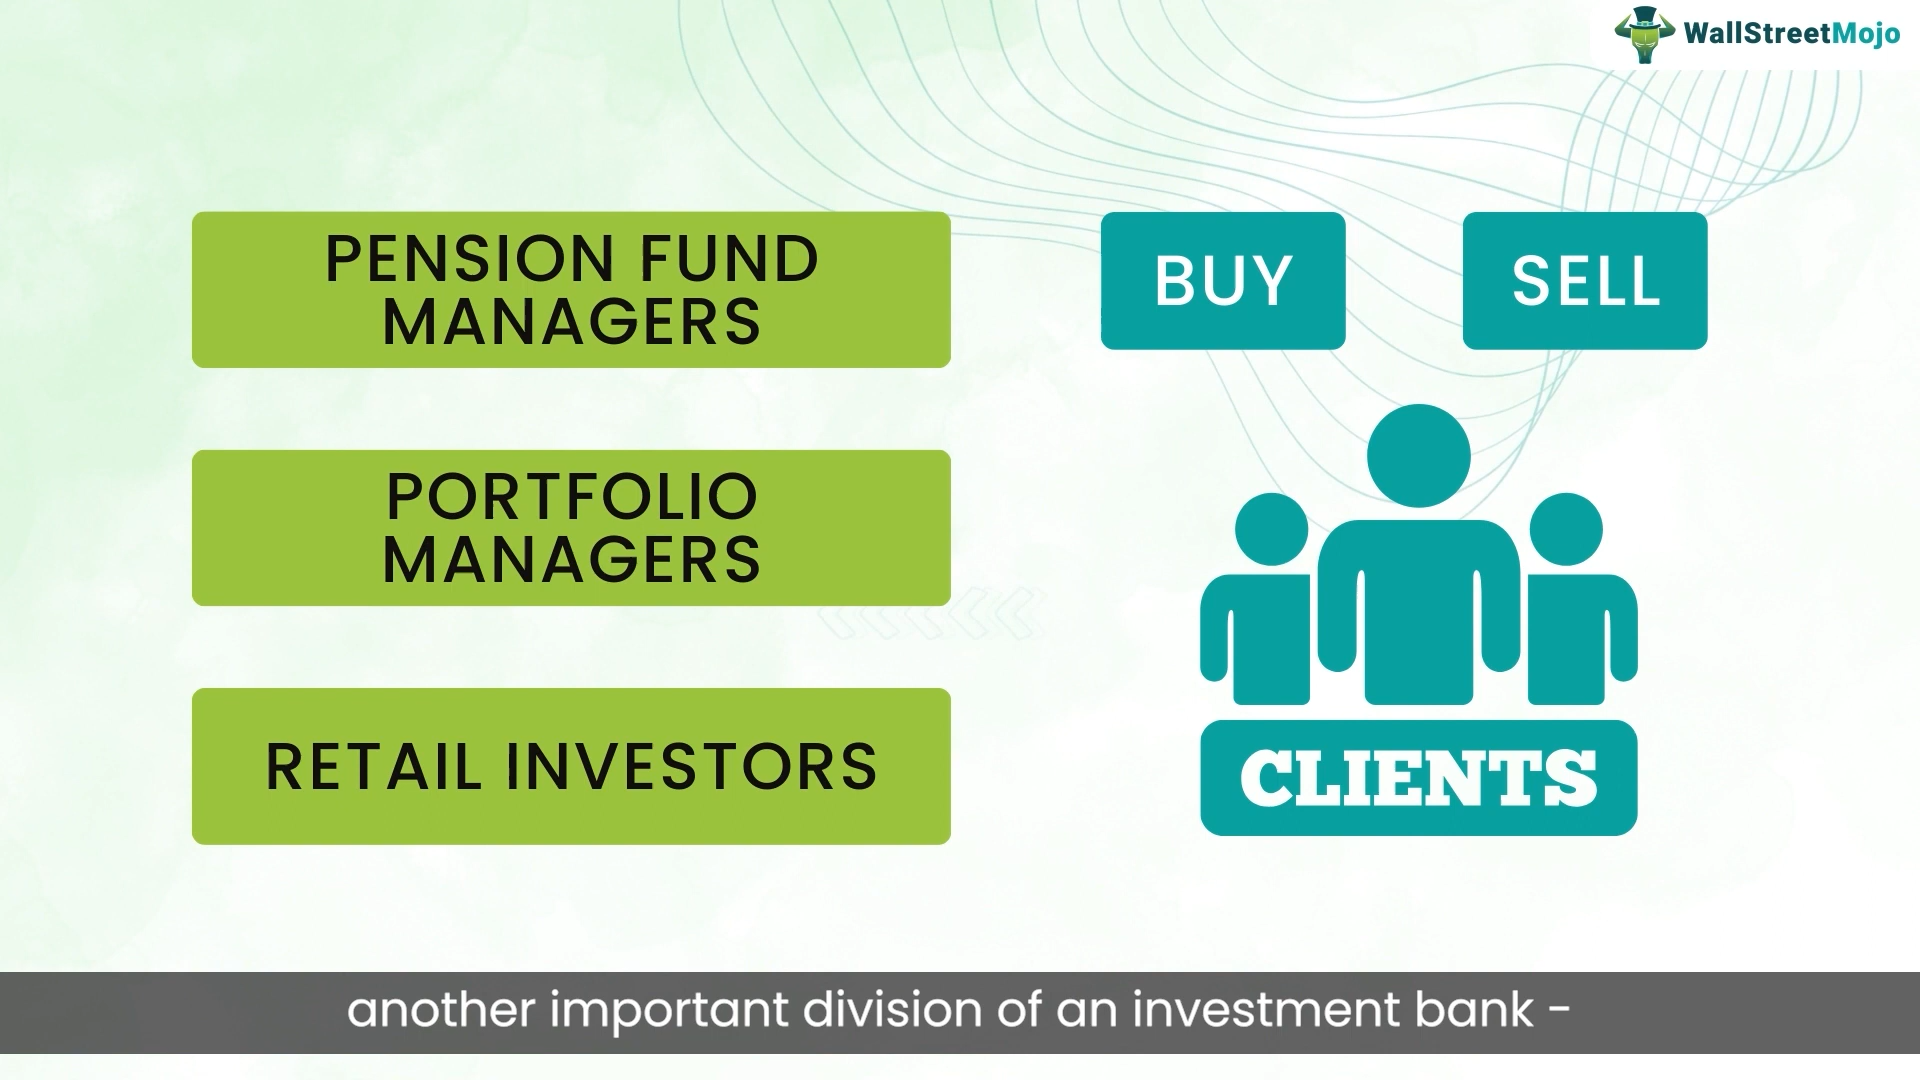 WallStreetMojo
PENSION FUND
MANAGERS
BUY
SELL
PORTFOLIO
MANAGERS
RETAIL INVESTORS
CLIENTS
another important division of an investment bank -